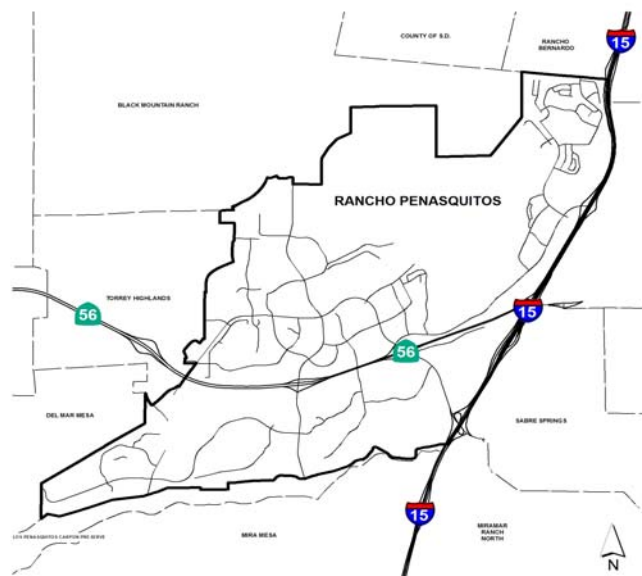 COUNTY OF S.D.
RANCHO
BERNARDO
15
BLACK MOUNTAIN RANCH
RANCHO PENASQUITOS
TORREY HIGHLANDS
56
15
56
DEL MAR MESA
SABRE SPRINGS
15
LOS PENASQUITOS CANYON PRESERVE
MIRA MESA
MIRAMAR
RANCH
NORTH
N